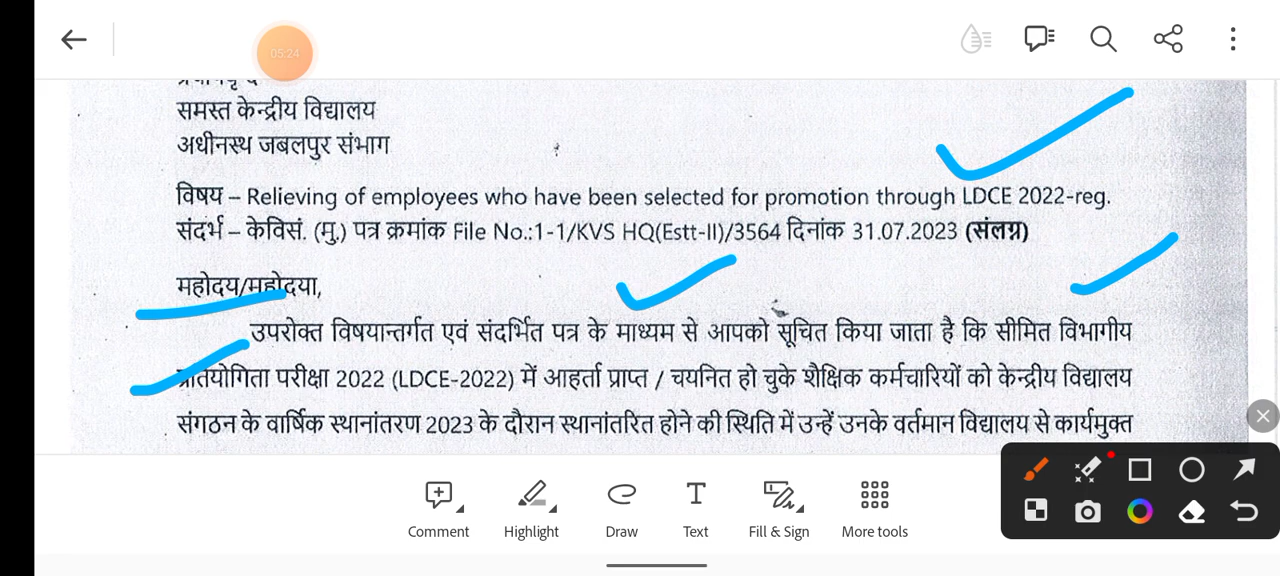 05:24
समस्त केन्द्रीय विद्यालय
अधीनस्थ जबलपुर संभाग
विषय – Relieving of employees who have been selected for promotion through LDCE 2022-reg.
संदर्भ – केविसं. (मु.) पत्र क्रमांक File No.:1-1/KVS HQ(Estt-II)/3564 दिनांक 31.07.2023 (संलग्न)
महोदय/महोदया,
उपरोक्त विषयान्तर्गत एवं संदर्भित पत्र के माध्यम से आपको सूचित किया जाता है कि सीमित विभागीय
प्रतियोगिता परीक्षा 2022 (LDCE-2022) में आहर्ता प्राप्त / चयनित हो चुके शैक्षिक कर्मचारियों को केन्द्रीय विद्यालय
संगठन के वार्षिक स्थानांतरण 2023 के दौरान स्थानांतरित होने की स्थिति में उन्हें उनके वर्तमान विद्यालय से कार्यमुक्त
Comment Highlight Draw Text Fill & Sign More tools